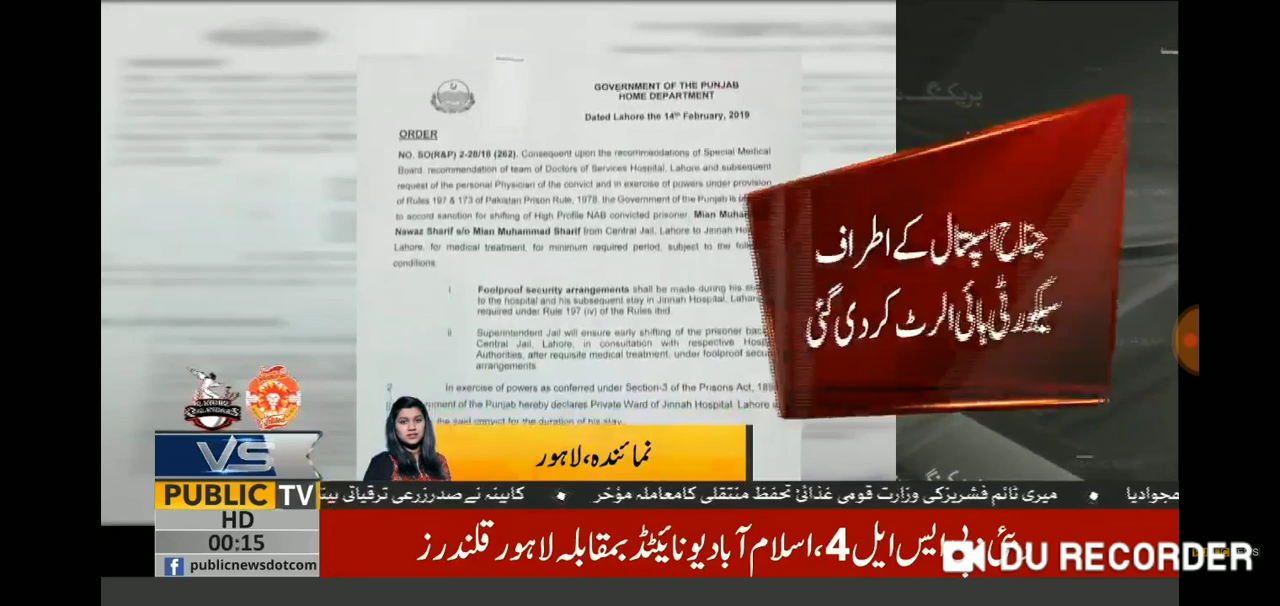 GOVERNMENT OF THE PUNJAB
HOME DEPARTMENT
Dated Lahore the 14th February, 2019
ORDER
NO. SO(R&P) 2-28/18 (262). Consequent upon the recommendations of Special Medical
Board, recommendation of team of Doctors of Services Hospital, Lahore and subsequent
request of the personal Physician of the convict and in exercise of powers under provision
of Rules 197 & 173 of Pakistan Prison Rule, 1978, the Government of the Punjab is
to accord sanction for shifting of High Profile NAB convicted prisoner, Mian
Nawaz Sharif s/o Mian Muhammad Sharif from Central Jail, Lahore to Jinnah
Lahore, for medical treatment, for minimum required period, subject to the
conditions:
i Foolproof security arrangements shall be made during his
to the hospital and his subsequent stay in Jinnah Hospital,
required under Rule 197 (iv) of the Rules ibid.
ii Superintendent Jail will ensure early shifting of the prisoner
Central Jail, Lahore, in consultation with respective
Authorities, after requisite medical treatment, under foolproof
arrangements
2 In exercise of powers as conferred under Section-3 of the Prisons Act,
of the Punjab hereby declares Private Ward of Jinnah Hospital Lahore
the said convict for the duration of his stay.
جناح اسپتال کے اطراف
سیکورٹی ہائی الرٹ کر دی گئی
VS
نمائندہ، لاہور
PUBLIC TV
HD
00:15
publicnewsdotcom
میری ٹائم فشریز کی وزارت قومی غذائی تحفظ منتقلی کا معاملہ مؤخر
کابینہ نے صدر زرعی ترقیاتی
پی ایس ایل 4، اسلام آباد یونائیٹڈ بمقابلہ لاہور قلندرز
DU RECORDER